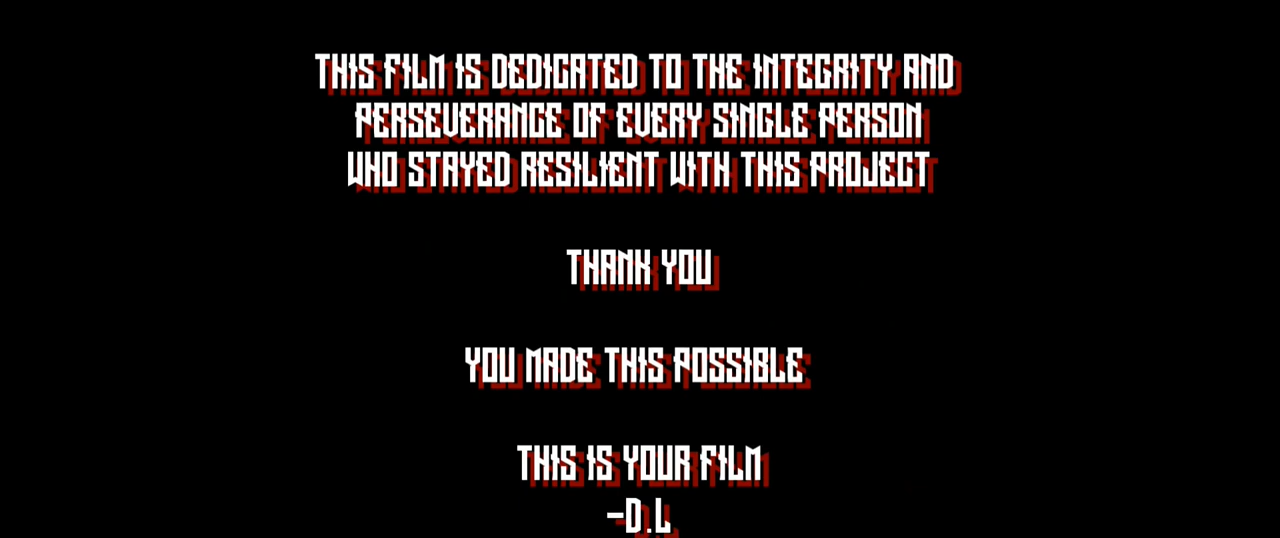 THIS FILM IS DEDICATED TO THE INTEGRITY AND
PERSEVERANCE OF EVERY SINGLE PERSON
WHO STAYED RESILIENT WITH THIS PROJECT
THANK YOU
YOU MADE THIS POSSIBLE
THIS IS YOUR FILM
-D.L